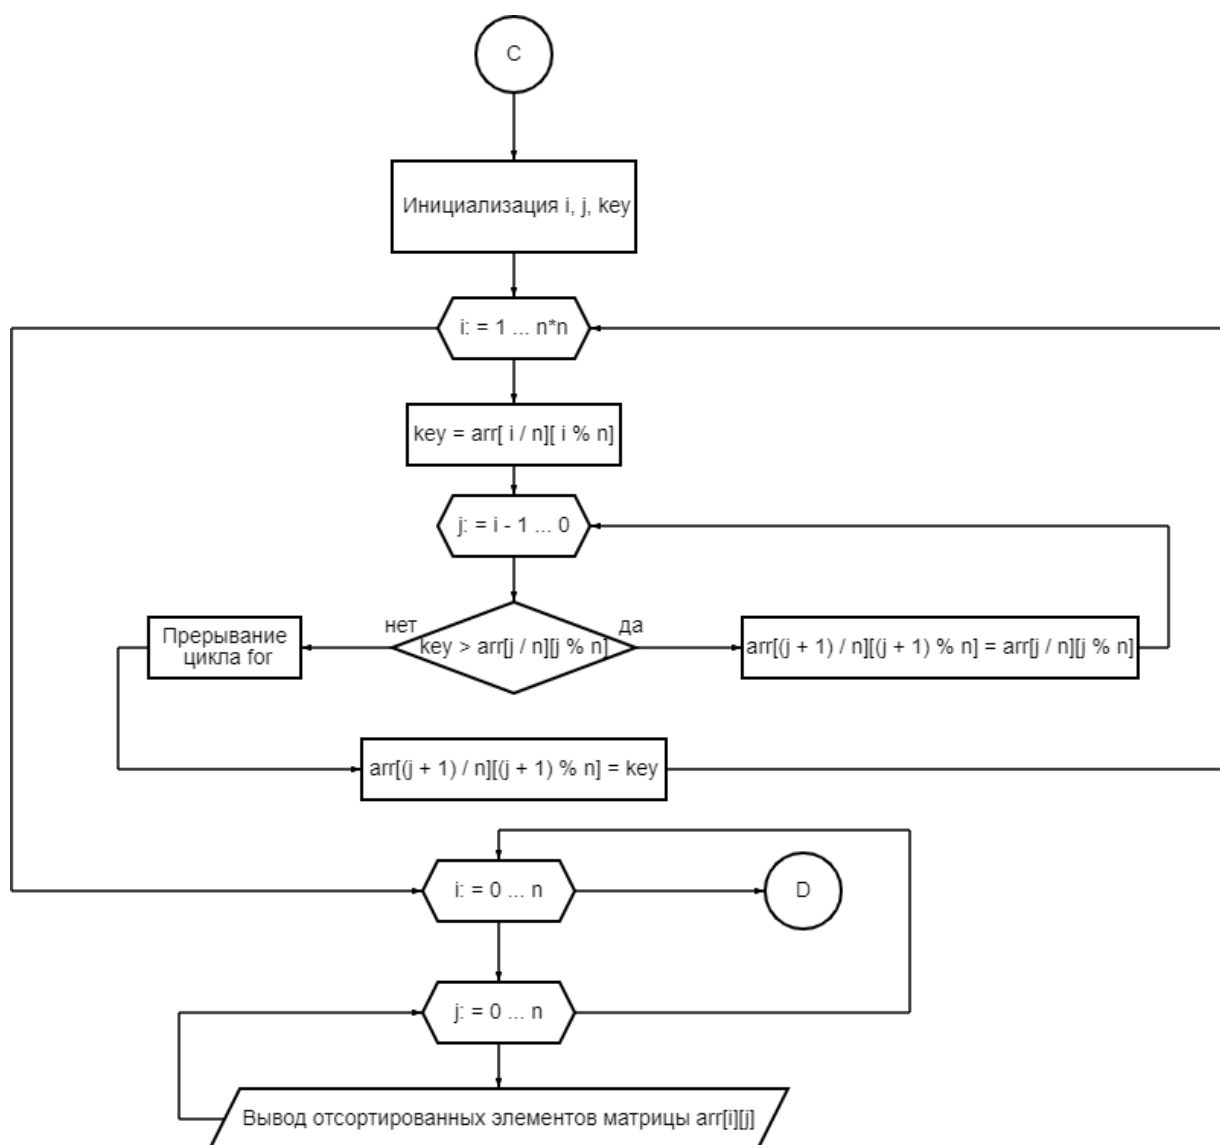 C
Инициализация i, j, key
i: = 1 ... n*n
key = arr[ i / n][ i % n]
j: = i - 1 ... 0
нет
да
Прерывание
цикла for
key > arr[j / n][j % n]
arr[(j + 1) / n][(j + 1) % n] = arr[j / n][j % n]
arr[(j + 1) / n][(j + 1) % n] = key
i: = 0 ... n
D
j: = 0 ... n
Вывод отсортированных элементов матрицы arr[i][j]